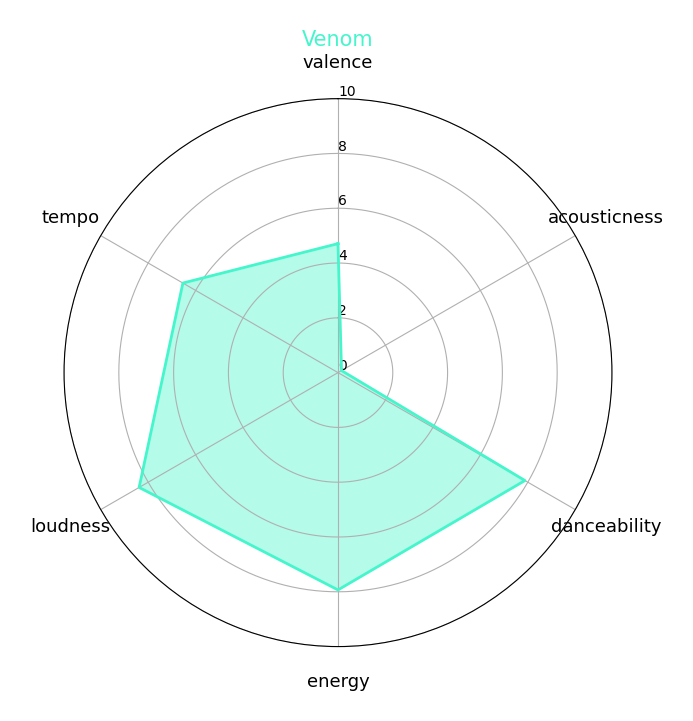 Venom
valence
10
8
tempo
6
acousticness
4
2
0
loudness
danceability
energy